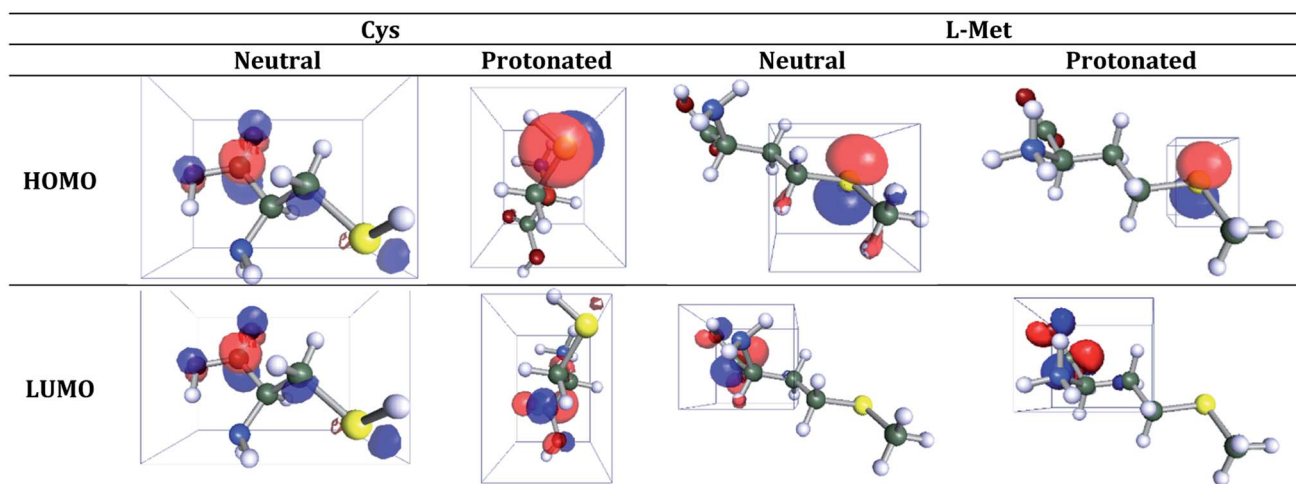 Cys L-Met
Neutral Protonated Neutral Protonated
HOMO
LUMO